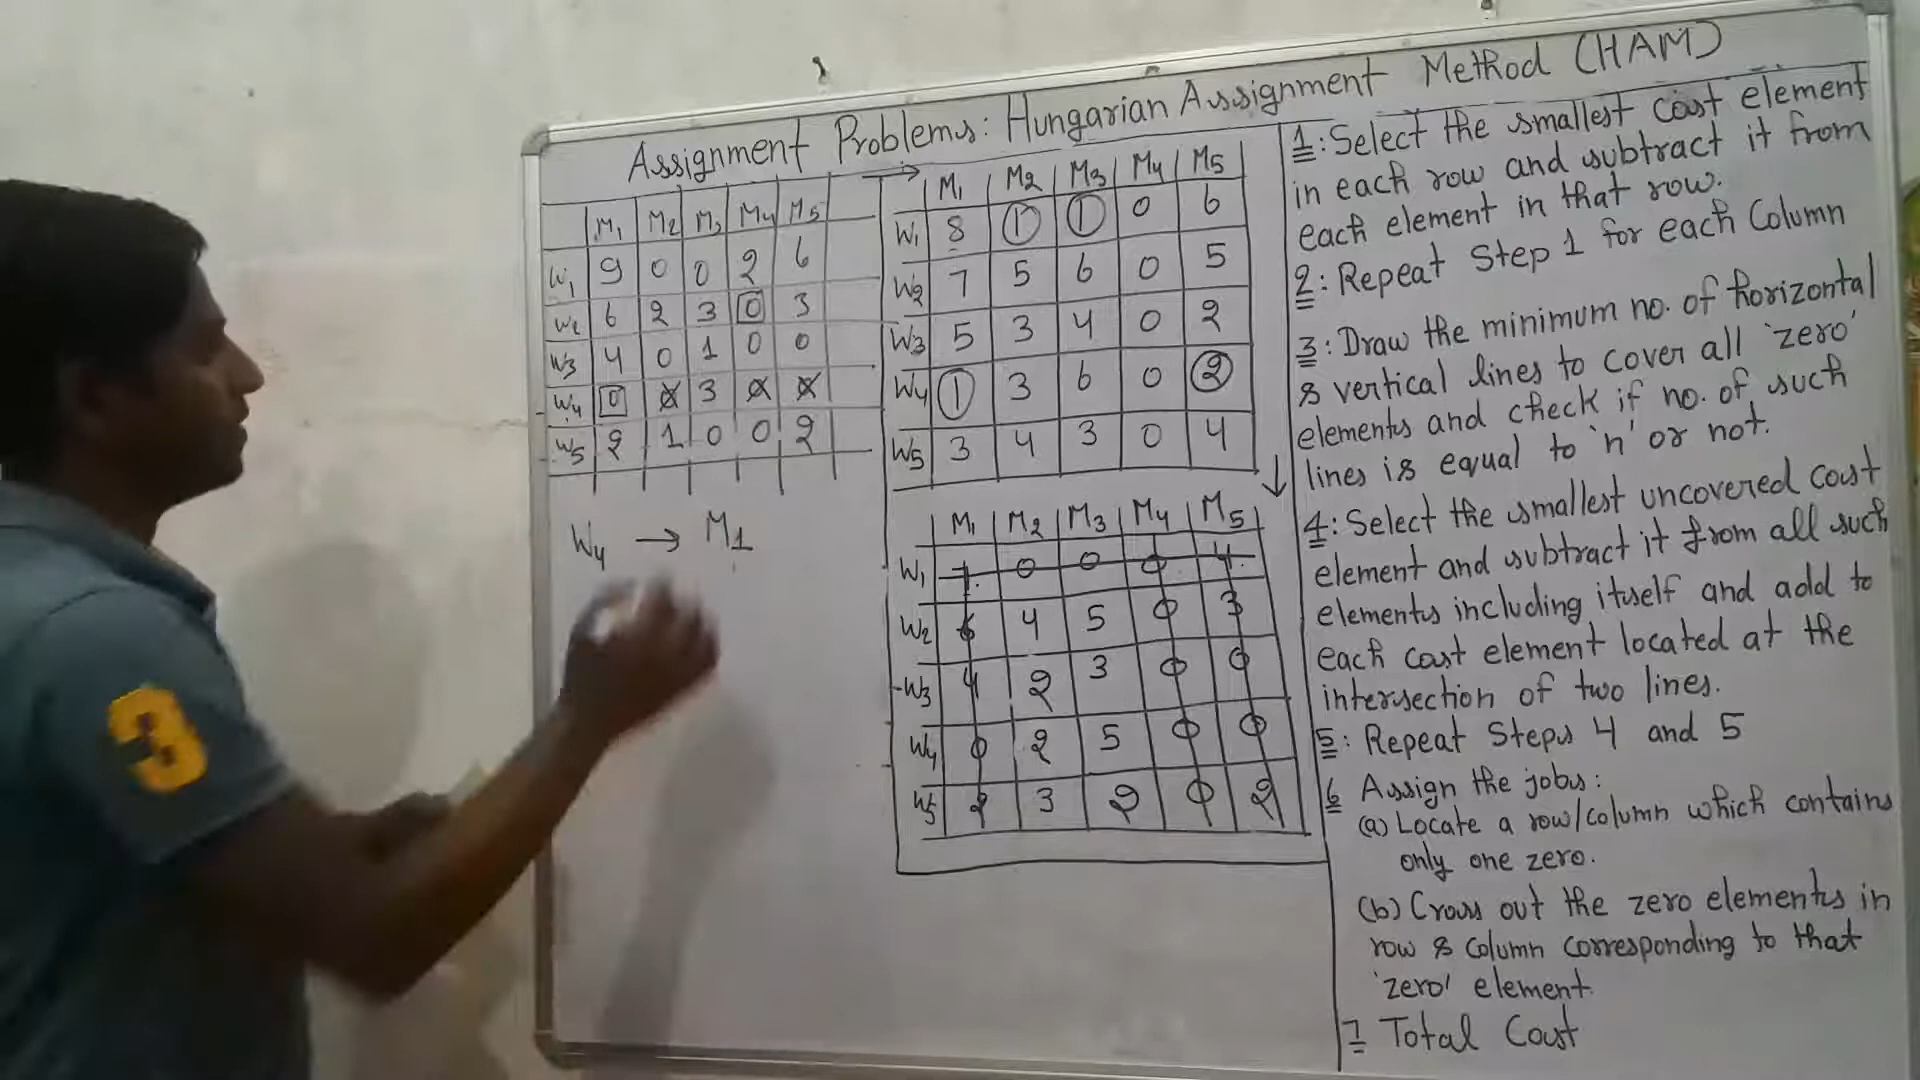 Assignment Problems: Hungarian Assignment Method (HAM)
M1 M2 M3 M4 M5
W1 9 0 0 2 6
W2 6 2 3 0 3
W3 4 0 1 0 0
W4 0 0 3 0 0
W5 2 1 0 0 2
W4 → M1
→
M1 M2 M3 M4 M5
W1 8 1 1 0 6
W2 7 5 6 0 5
W3 5 3 4 0 2
W4 1 3 6 0 2
W5 3 4 3 0 4
↓
M1 M2 M3 M4 M5
W1 7 0 0 0 4
W2 6 4 5 0 3
W3 4 2 3 0 0
W4 0 2 5 0 0
W5 2 3 2 0 2
1: Select the smallest cost element
in each row and subtract it from
each element in that row.
2: Repeat Step 1 for each Column
3: Draw the minimum no. of horizontal
& vertical lines to cover all 'zero'
elements and check if no. of such
lines is equal to 'n' or not.
4: Select the smallest uncovered cost
element and subtract it from all such
elements including itself and add to
each cost element located at the
intersection of two lines.
5: Repeat Steps 4 and 5
6 Assign the jobs:
(a) Locate a row/column which contains
only one zero.
(b) Cross out the zero elements in
row & column corresponding to that
'zero' element.
7 Total Cost
3